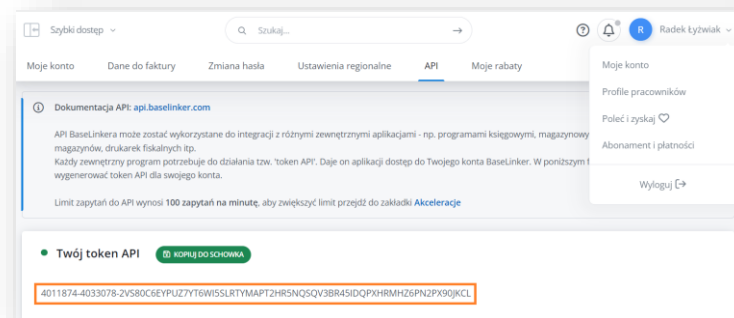 Szybki dostęp
Szukaj...
R Radek Łyżwiak
Moje konto Dane do faktury Zmiana hasła Ustawienia regionalne API Moje rabaty
Moje konto
Profile pracowników
Poleć i zyskaj
Abonament i płatności
Wyloguj
Dokumentacja API: api.baselinker.com
API BaseLinkera może zostać wykorzystane do integracji z różnymi zewnętrznymi aplikacjami - np. programami księgowymi, magazynowy
magazynów, drukarek fiskalnych itp.
Każdy zewnętrzny program potrzebuje do działania tzw. 'token API'. Daje on aplikacji dostęp do Twojego konta BaseLinker. W poniższym f
wygenerować token API dla swojego konta.
Limit zapytań do API wynosi 100 zapytań na minutę, aby zwiększyć limit przejdź do zakładki Akceleracje
Twój token API KOPIUJ DO SCHOWKA
4011874-4033078-2VS80C6EYPUZ7YT6WI5SLRTYMAPT2HR5NQSQV3BR45IDQPXHRMHZ6PN2PX90JKCL